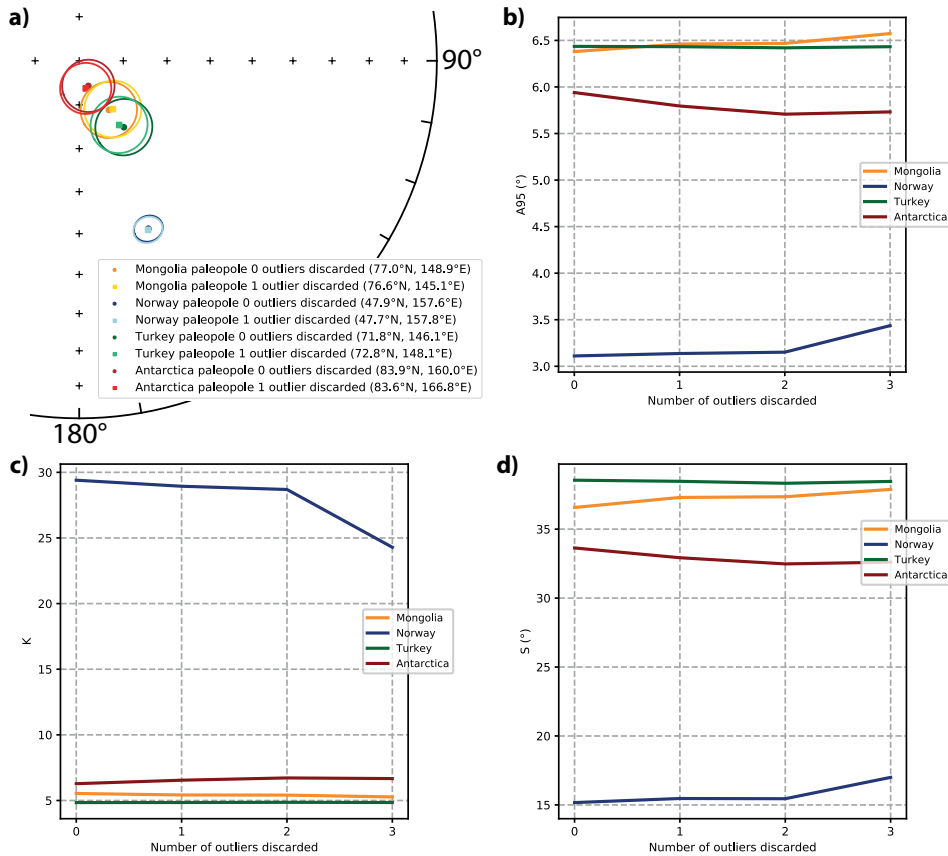 a)
90°
180°
Mongolia paleopole 0 outliers discarded (77.0°N, 148.9°E)
Mongolia paleopole 1 outlier discarded (76.6°N, 145.1°E)
Norway paleopole 0 outliers discarded (47.9°N, 157.6°E)
Norway paleopole 1 outlier discarded (47.7°N, 157.8°E)
Turkey paleopole 0 outliers discarded (71.8°N, 146.1°E)
Turkey paleopole 1 outlier discarded (72.8°N, 148.1°E)
Antarctica paleopole 0 outliers discarded (83.9°N, 160.0°E)
Antarctica paleopole 1 outlier discarded (83.6°N, 166.8°E)
b)
6.5
6.0
5.5
5.0
4.5
4.0
3.5
3.0
A95 (°)
0 1 2 3
Number of outliers discarded
Mongolia
Norway
Turkey
Antarctica
c)
30
25
20
15
10
5
K
0 1 2 3
Number of outliers discarded
Mongolia
Norway
Turkey
Antarctica
d)
35
30
25
20
15
S (°)
0 1 2 3
Number of outliers discarded
Mongolia
Norway
Turkey
Antarctica